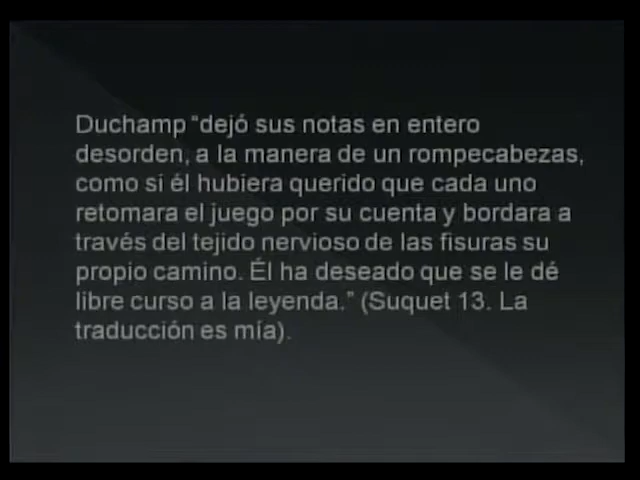 Duchamp “dejó sus notas en entero
desorden, a la manera de un rompecabezas,
como si él hubiera querido que cada uno
retomara el juego por su cuenta y bordara a
través del tejido nervioso de las fisuras su
propio camino. Él ha deseado que se le dé
libre curso a la leyenda.” (Suquet 13. La
traducción es mía).